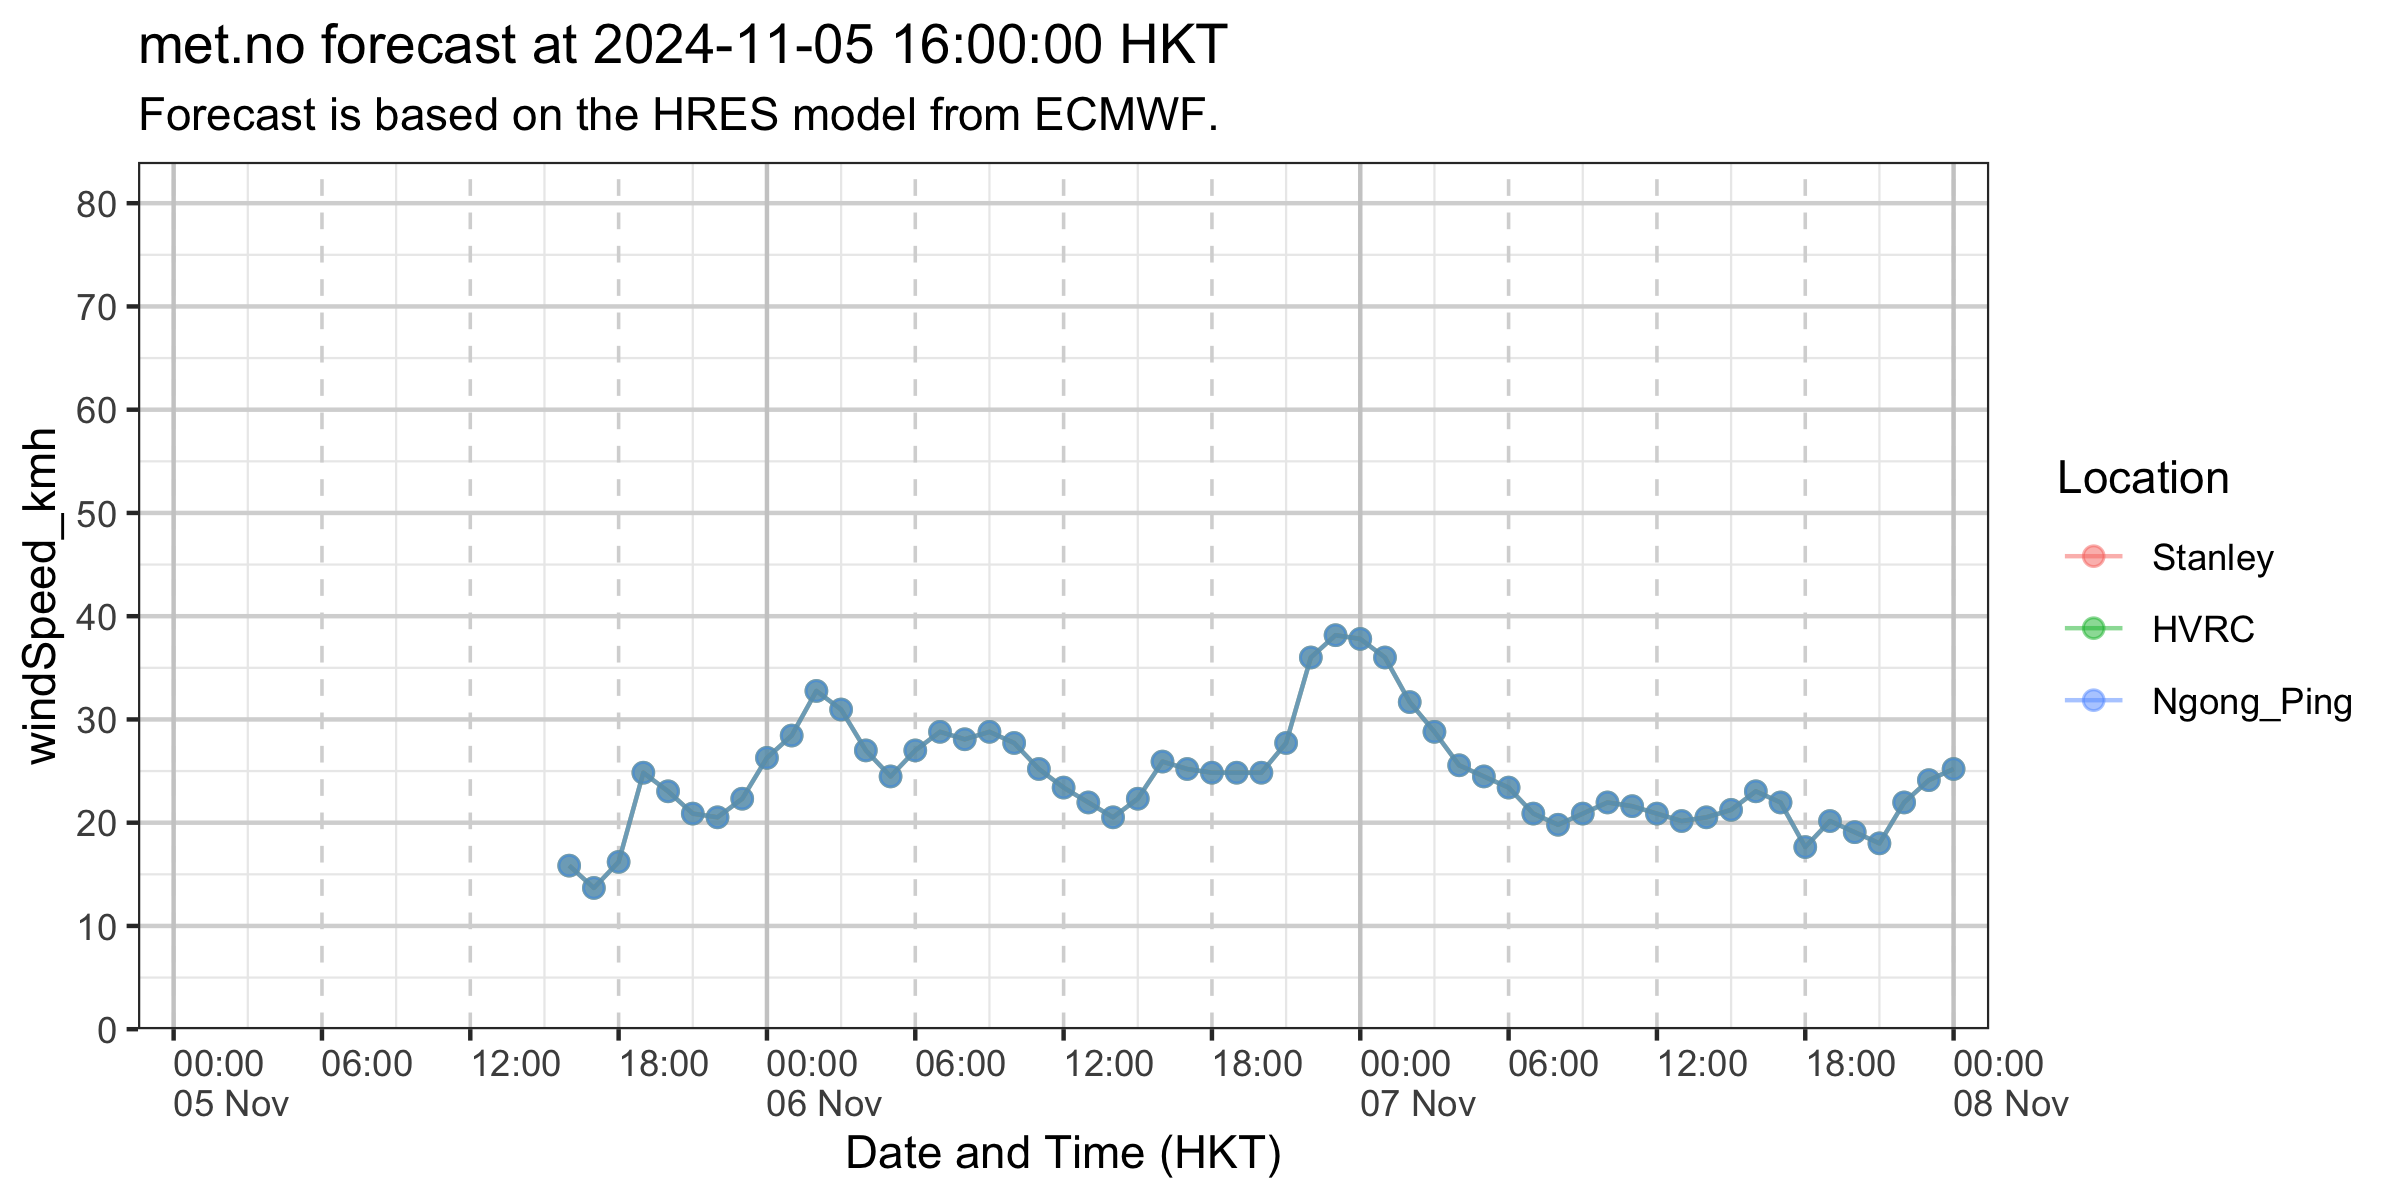 met.no forecast at 2024-11-05 16:00:00 HKT
Forecast is based on the HRES model from ECMWF.
windSpeed_kmh
80
70
60
50
40
30
20
10
0
00:00 06:00 12:00 18:00 00:00 06:00 12:00 18:00 00:00 06:00 12:00 18:00 00:00
05 Nov 06 Nov 07 Nov 08 Nov
Date and Time (HKT)
Location
Stanley
HVRC
Ngong_Ping